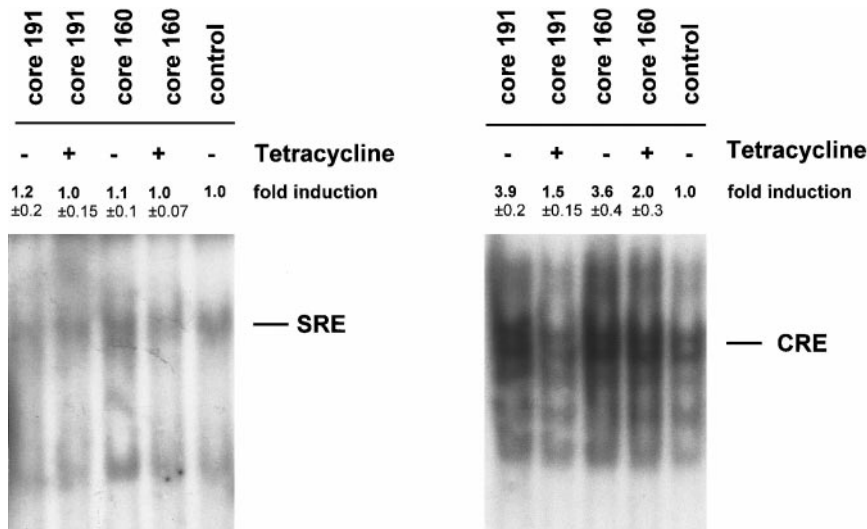 core 191 core 191 core 160 core 160 control
- + - + - Tetracycline
1.2 1.0 1.1 1.0 1.0 fold induction
±0.2 ±0.15 ±0.1 ±0.07
SRE
core 191 core 191 core 160 core 160 control
- + - + - Tetracycline
3.9 1.5 3.6 2.0 1.0 fold induction
±0.2 ±0.15 ±0.4 ±0.3
CRE